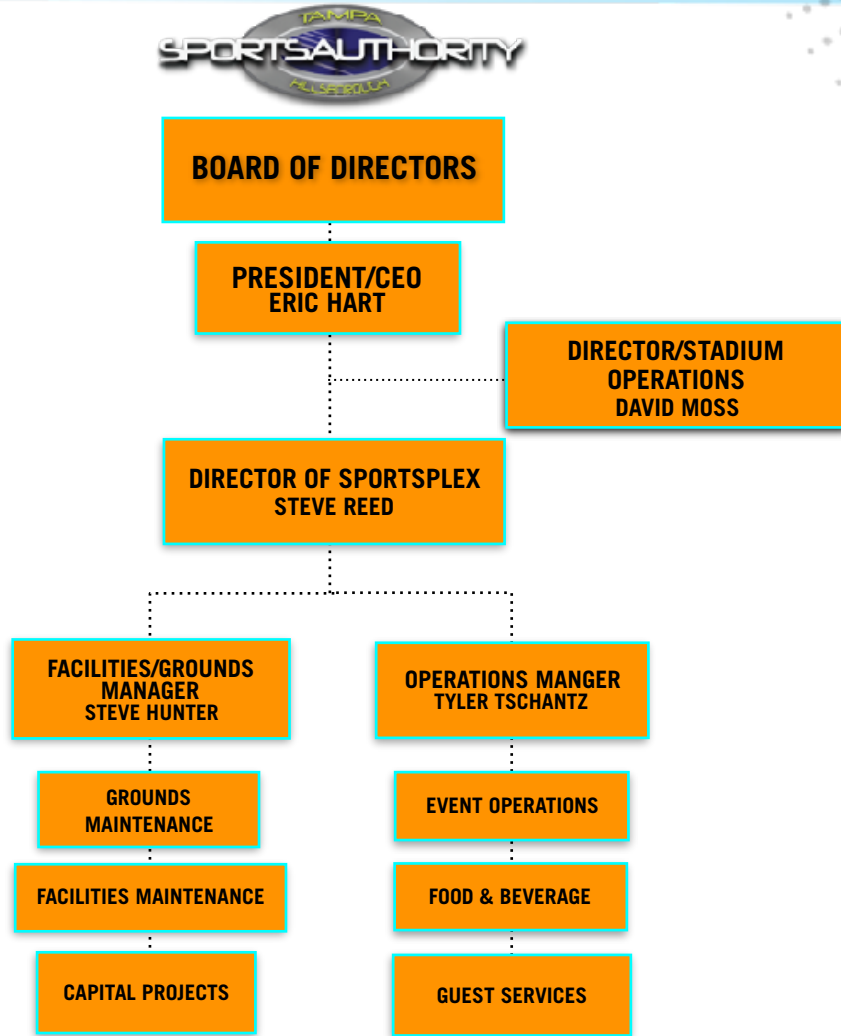 TAMPA
SPORTSAUTHORITY
HILLSBOROUGH
BOARD OF DIRECTORS
PRESIDENT/CEO
ERIC HART
DIRECTOR/STADIUM
OPERATIONS
DAVID MOSS
DIRECTOR OF SPORTSPLEX
STEVE REED
FACILITIES/GROUNDS
MANAGER
STEVE HUNTER
OPERATIONS MANGER
TYLER TSCHANTZ
GROUNDS
MAINTENANCE
EVENT OPERATIONS
FACILITIES MAINTENANCE
FOOD & BEVERAGE
CAPITAL PROJECTS
GUEST SERVICES